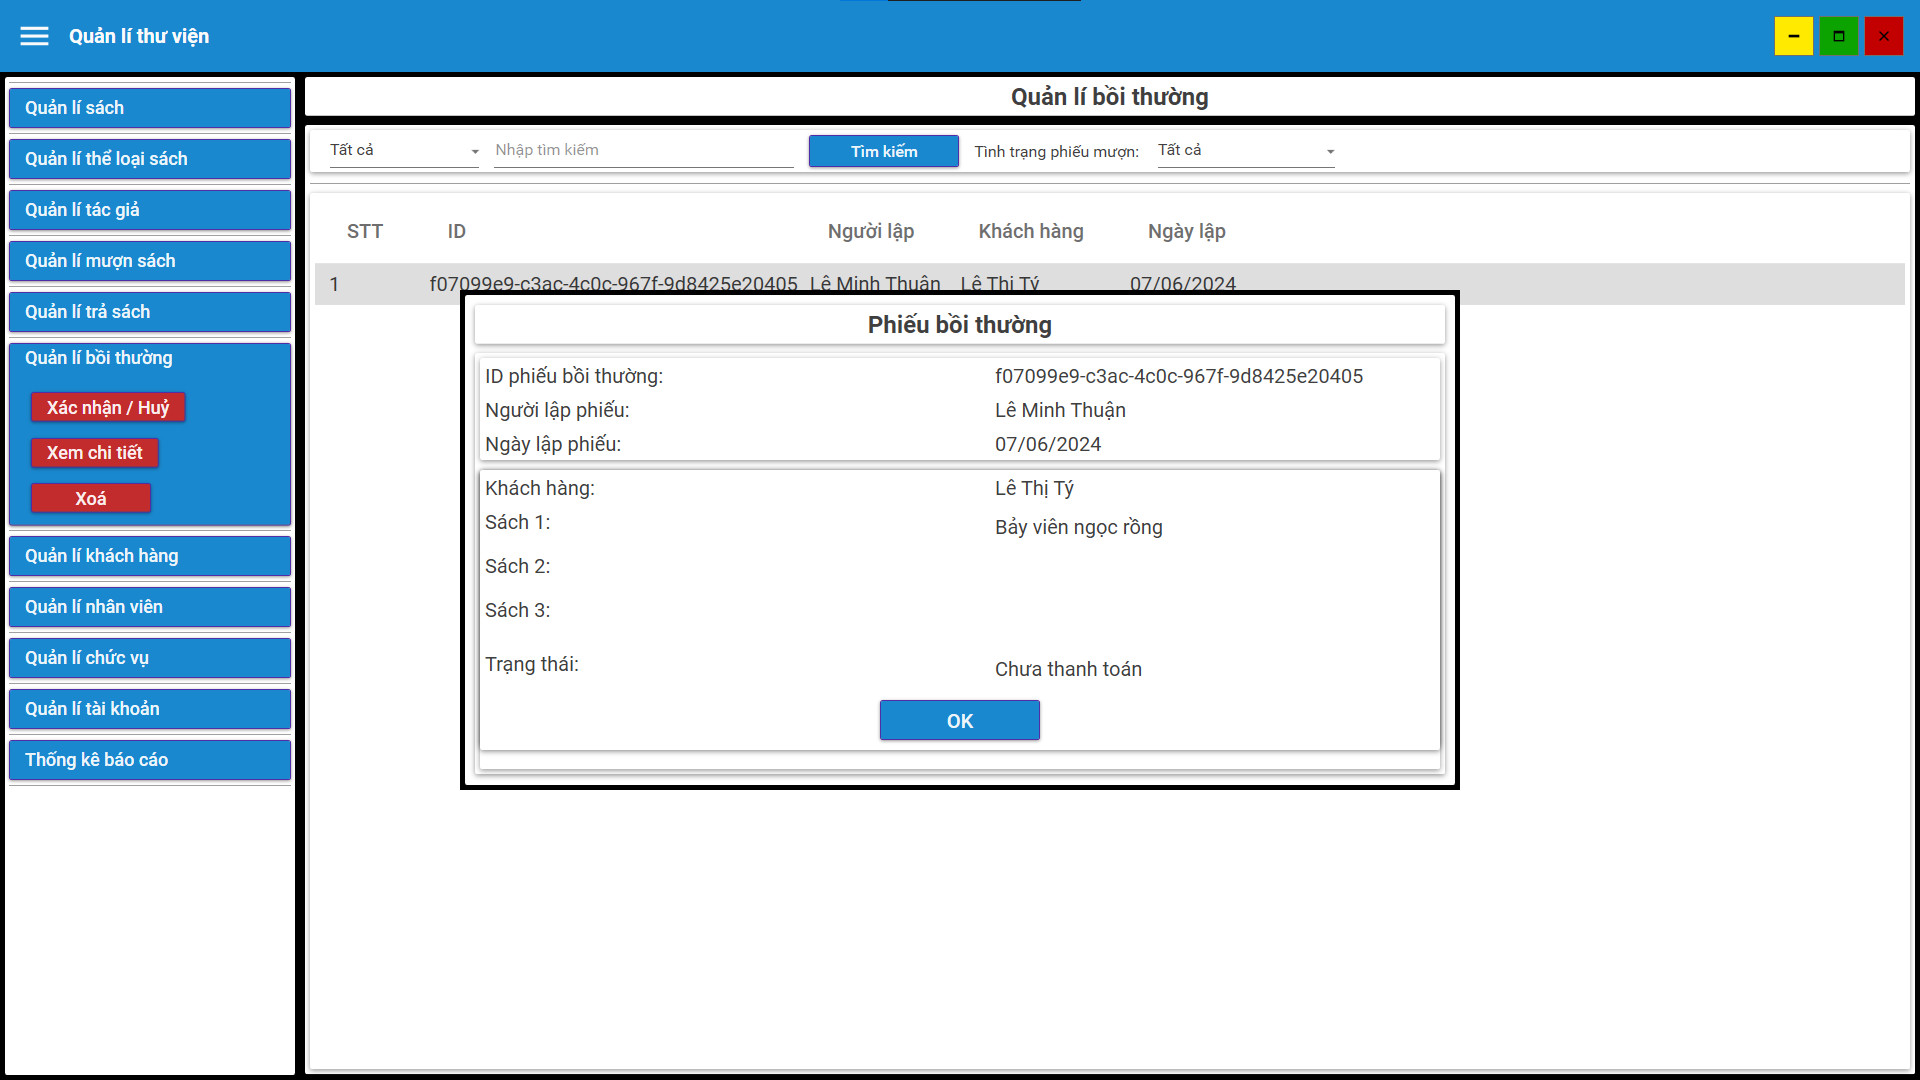 Quản lí thư viện
Quản lí sách
Quản lí thể loại sách
Quản lí tác giả
Quản lí mượn sách
Quản lí trả sách
Quản lí bồi thường
Xác nhận / Huỷ
Xem chi tiết
Xoá
Quản lí khách hàng
Quản lí nhân viên
Quản lí chức vụ
Quản lí tài khoản
Thống kê báo cáo
Quản lí bồi thường
Tất cả Nhập tìm kiếm Tìm kiếm Tình trạng phiếu mượn: Tất cả
STT ID Người lập Khách hàng Ngày lập
1 f07099e9-c3ac-4c0c-967f-9d8425e20405 Lê Minh Thuận Lê Thị Tý 07/06/2024
Phiếu bồi thường
ID phiếu bồi thường: f07099e9-c3ac-4c0c-967f-9d8425e20405
Người lập phiếu: Lê Minh Thuận
Ngày lập phiếu: 07/06/2024
Khách hàng: Lê Thị Tý
Sách 1: Bảy viên ngọc rồng
Sách 2:
Sách 3:
Trạng thái: Chưa thanh toán
OK